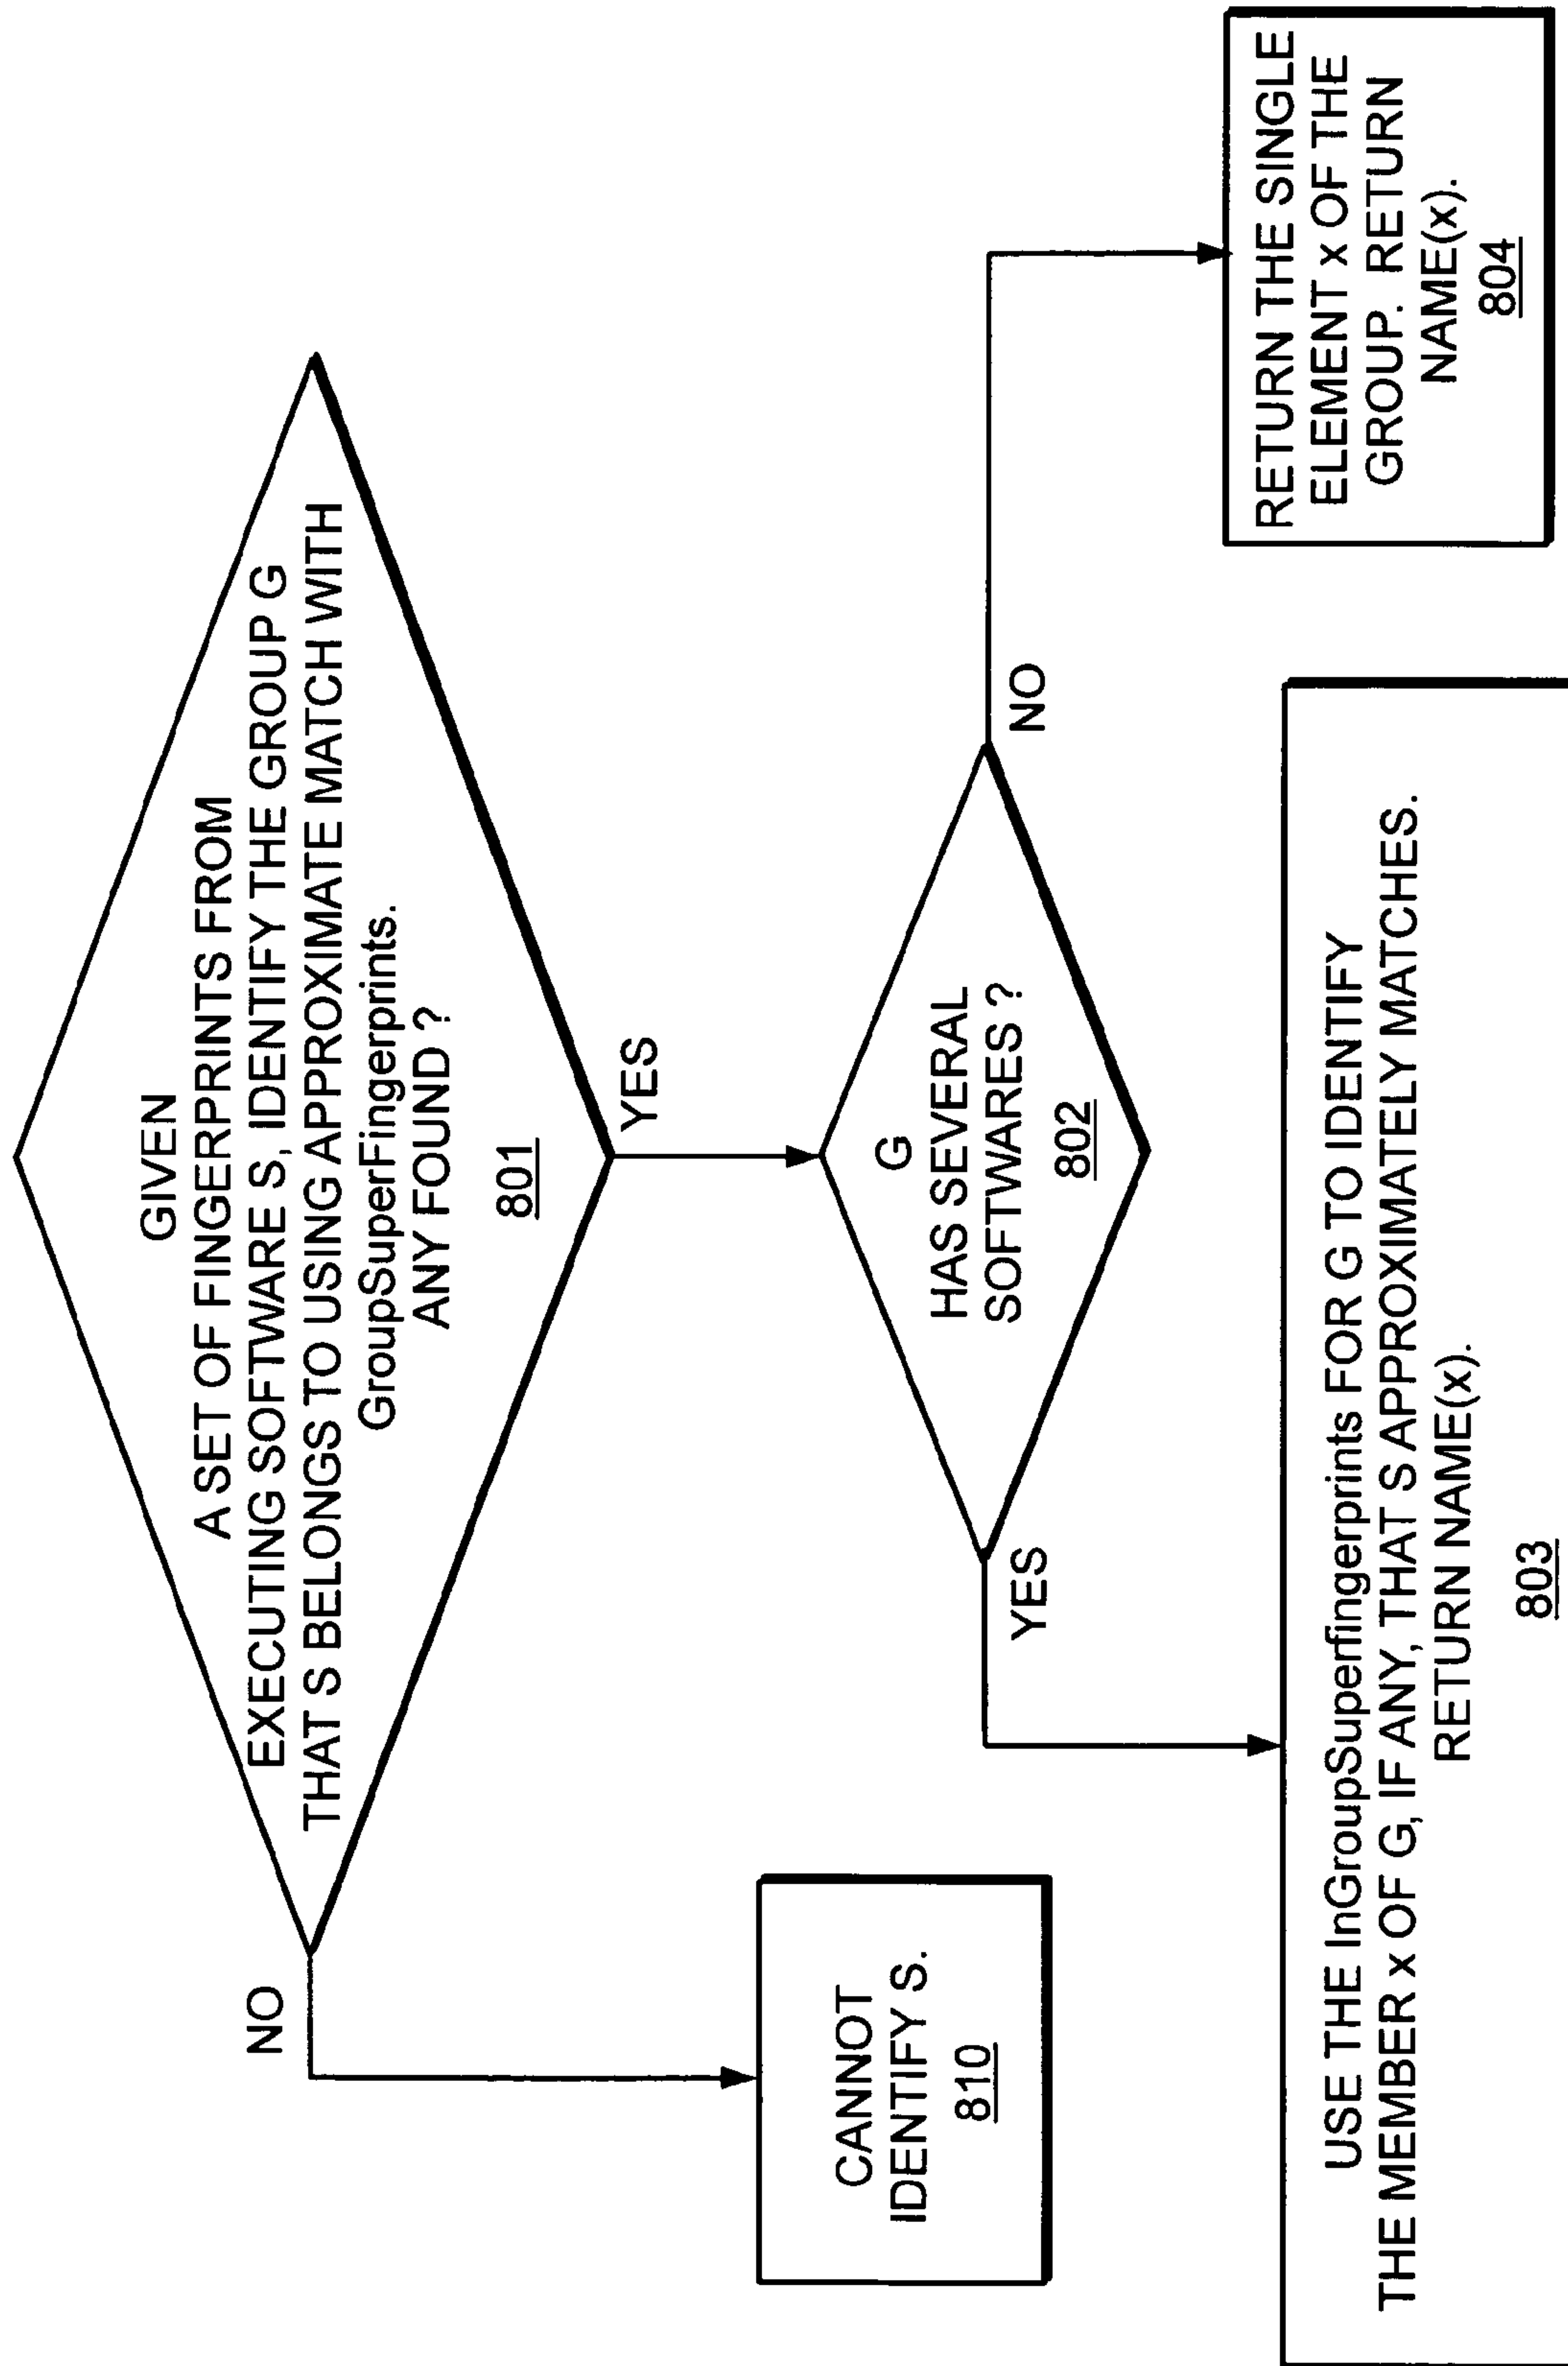 GIVEN
A SET OF FINGERPRINTS FROM
EXECUTING SOFTWARE S, IDENTIFY THE GROUP G
THAT S BELONGS TO USING APPROXIMATE MATCH WITH
GroupSuperFingerprints.
ANY FOUND ?
801
NO
YES
CANNOT
IDENTIFY S.
810
G
HAS SEVERAL
SOFTWARES ?
802
YES
NO
USE THE InGroupSuperfingerprints FOR G TO IDENTIFY
THE MEMBER x OF G, IF ANY, THAT S APPROXIMATELY MATCHES.
RETURN NAME(x).
803
RETURN THE SINGLE
ELEMENT x OF THE
GROUP. RETURN
NAME(x).
804